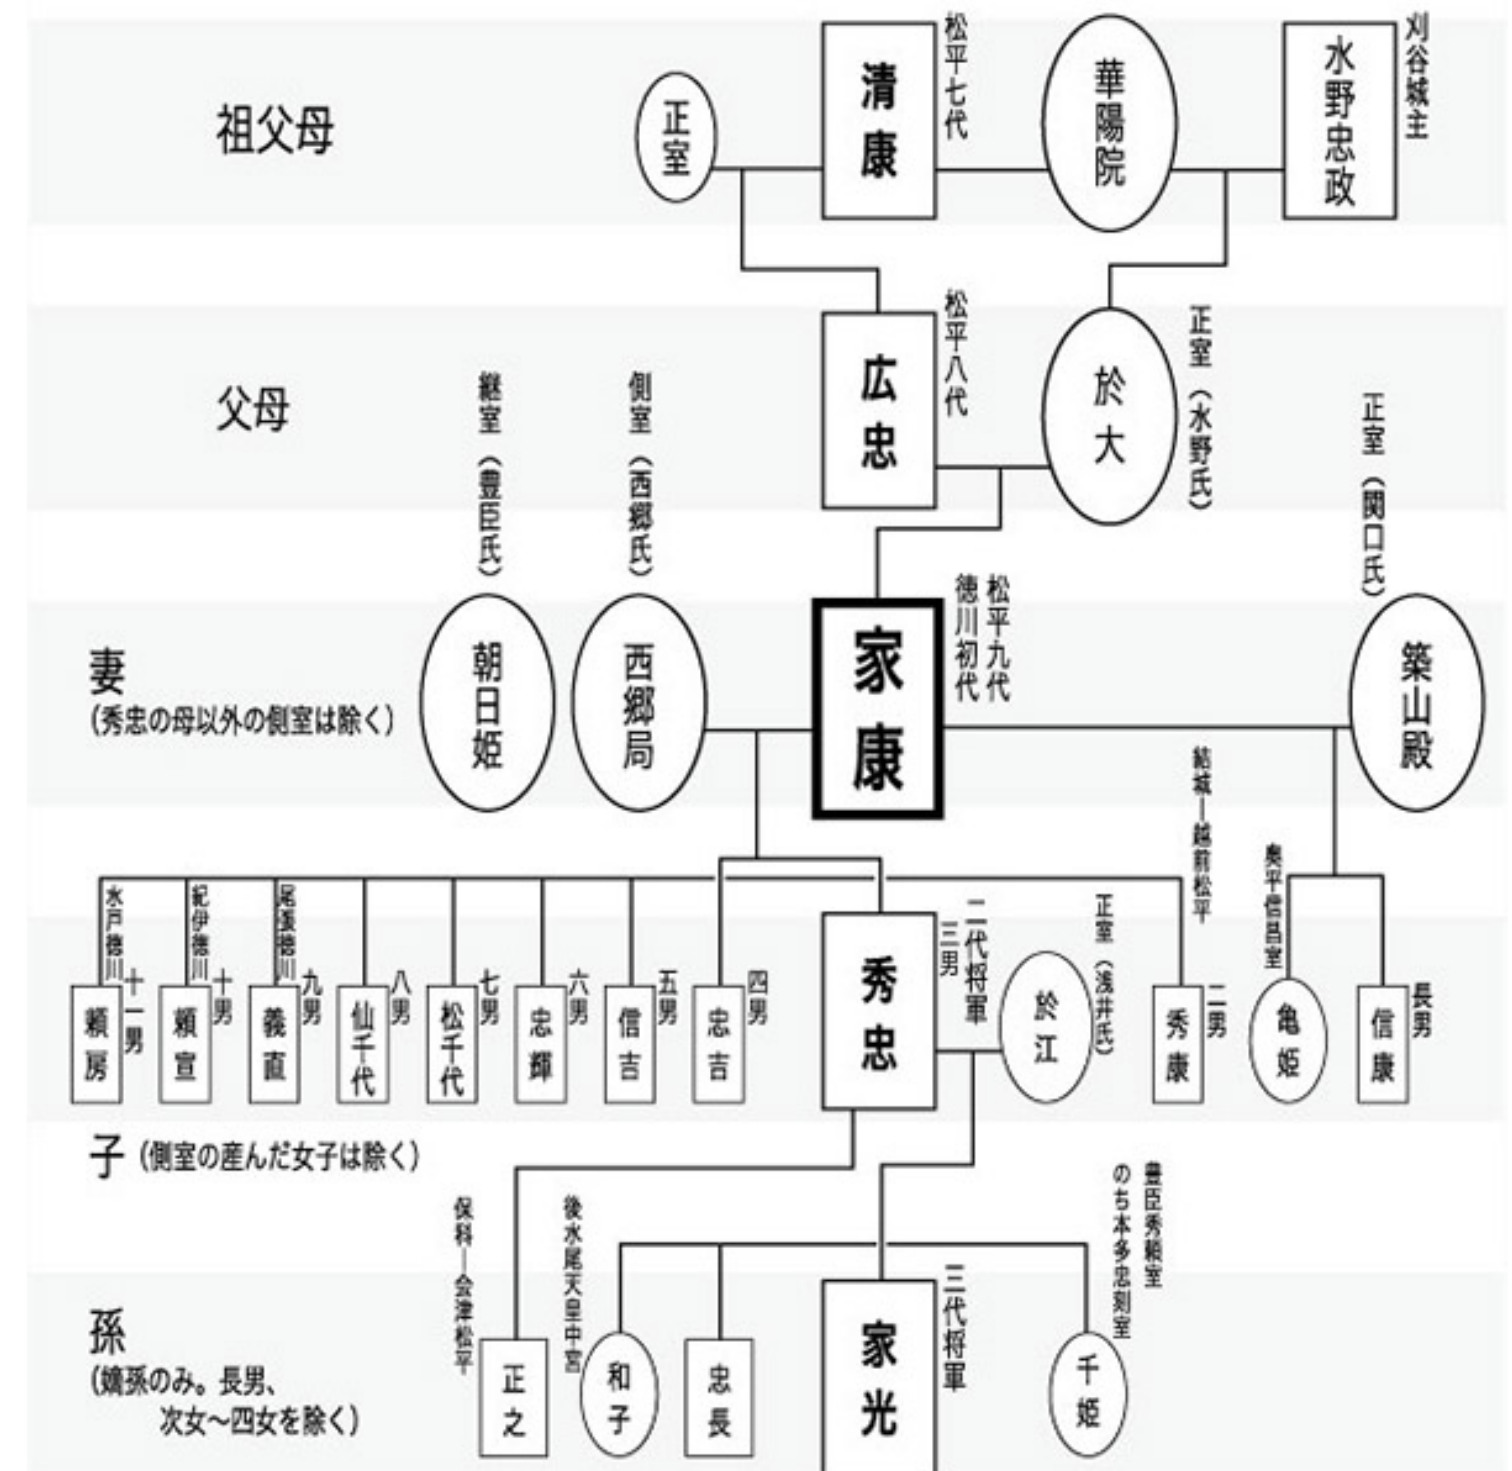 祖父母
正室
清康
松平七代
華陽院
水野忠政
刈谷城主
父母
広忠
松平八代
於大
正室（水野氏）
妻
（秀忠の母以外の側室は除く）
継室（豊臣氏）
朝日姫
側室（西郷氏）
西郷局
家康
松平九代
徳川初代
正室（関口氏）
築山殿
子（側室の産んだ女子は除く）
水戸徳川
十一男
頼房
紀伊徳川
十男
頼宣
尾張徳川
九男
義直
八男
仙千代
七男
松千代
六男
忠輝
五男
信吉
四男
忠吉
秀忠
二代将軍
三男
正室（浅井氏）
於江
結城―越前松平
二男
秀康
奥平信昌室
亀姫
長男
信康
孫
（嫡孫のみ。長男、
次女～四女を除く）
保科―会津松平
正之
後水尾天皇中宮
和子
忠長
家光
三代将軍
豊臣秀頼室
のち本多忠刻室
千姫